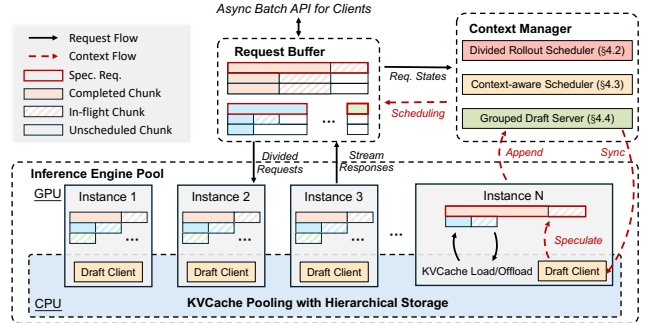 Async Batch API for Clients
Request Flow
Context Flow
Spec. Req.
Completed Chunk
In-flight Chunk
Unscheduled Chunk
Request Buffer
...
Req. States
Scheduling
Context Manager
Divided Rollout Scheduler (§4.2)
Context-aware Scheduler (§4.3)
Grouped Draft Server (§4.4)
Divided
Requests
Stream
Responses
Append
Sync
Inference Engine Pool
GPU
Instance 1
...
Draft Client
Instance 2
...
Draft Client
Instance 3
...
Draft Client
...
Instance N
Speculate
KVCache Load/Offload
Draft Client
CPU
KVCache Pooling with Hierarchical Storage